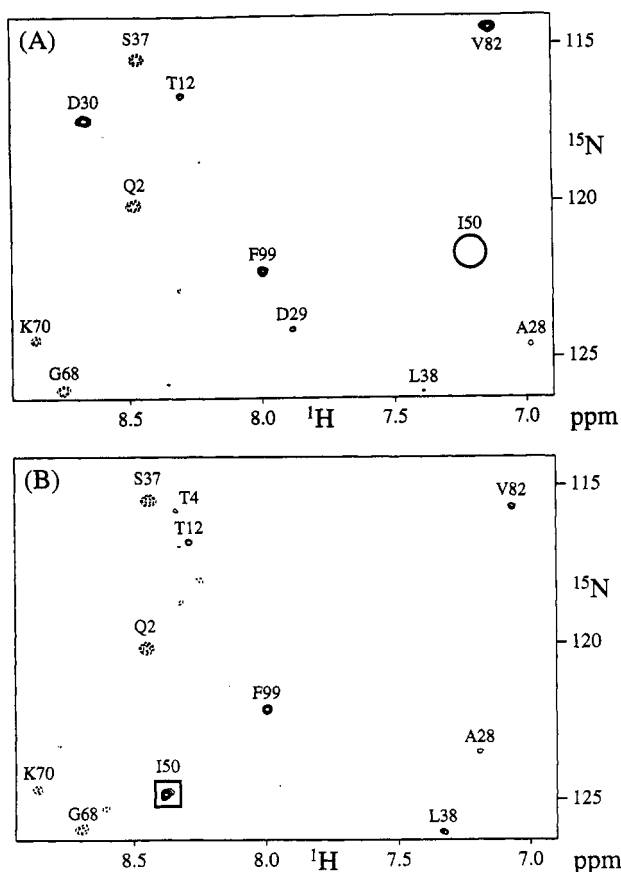 (A)
S37
V82
115
T12
D30
¹⁵N
Q2
120
I50
F99
D29
K70
A28
125
G68
L38
8.5
¹H
8.0
7.5
7.0
ppm
(B)
S37
T4
115
V82
T12
¹⁵N
Q2
120
F99
A28
I50
K70
125
G68
L38
8.5
¹H
8.0
7.5
7.0
ppm